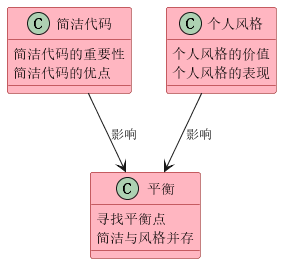 C 简洁代码
简洁代码的重要性
简洁代码的优点
C 个人风格
个人风格的价值
个人风格的表现
影响
影响
C 平衡
寻找平衡点
简洁与风格并存